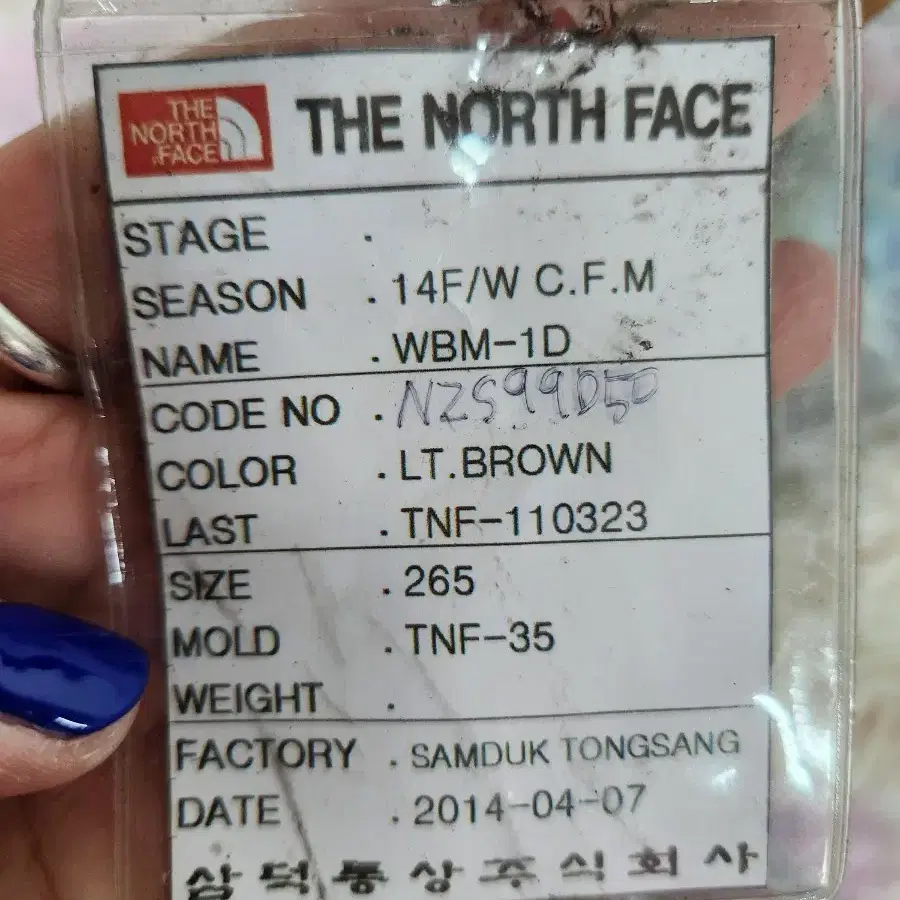 THE
NORTH
FACE
THE NORTH FACE
STAGE .
SEASON . 14F/W C.F.M
NAME . WBM-1D
CODE NO . NZS99D50
COLOR . LT.BROWN
LAST . TNF-110323
SIZE . 265
MOLD . TNF-35
WEIGHT .
FACTORY . SAMDUK TONGSANG
DATE . 2014-04-07
삼덕통상주식회사